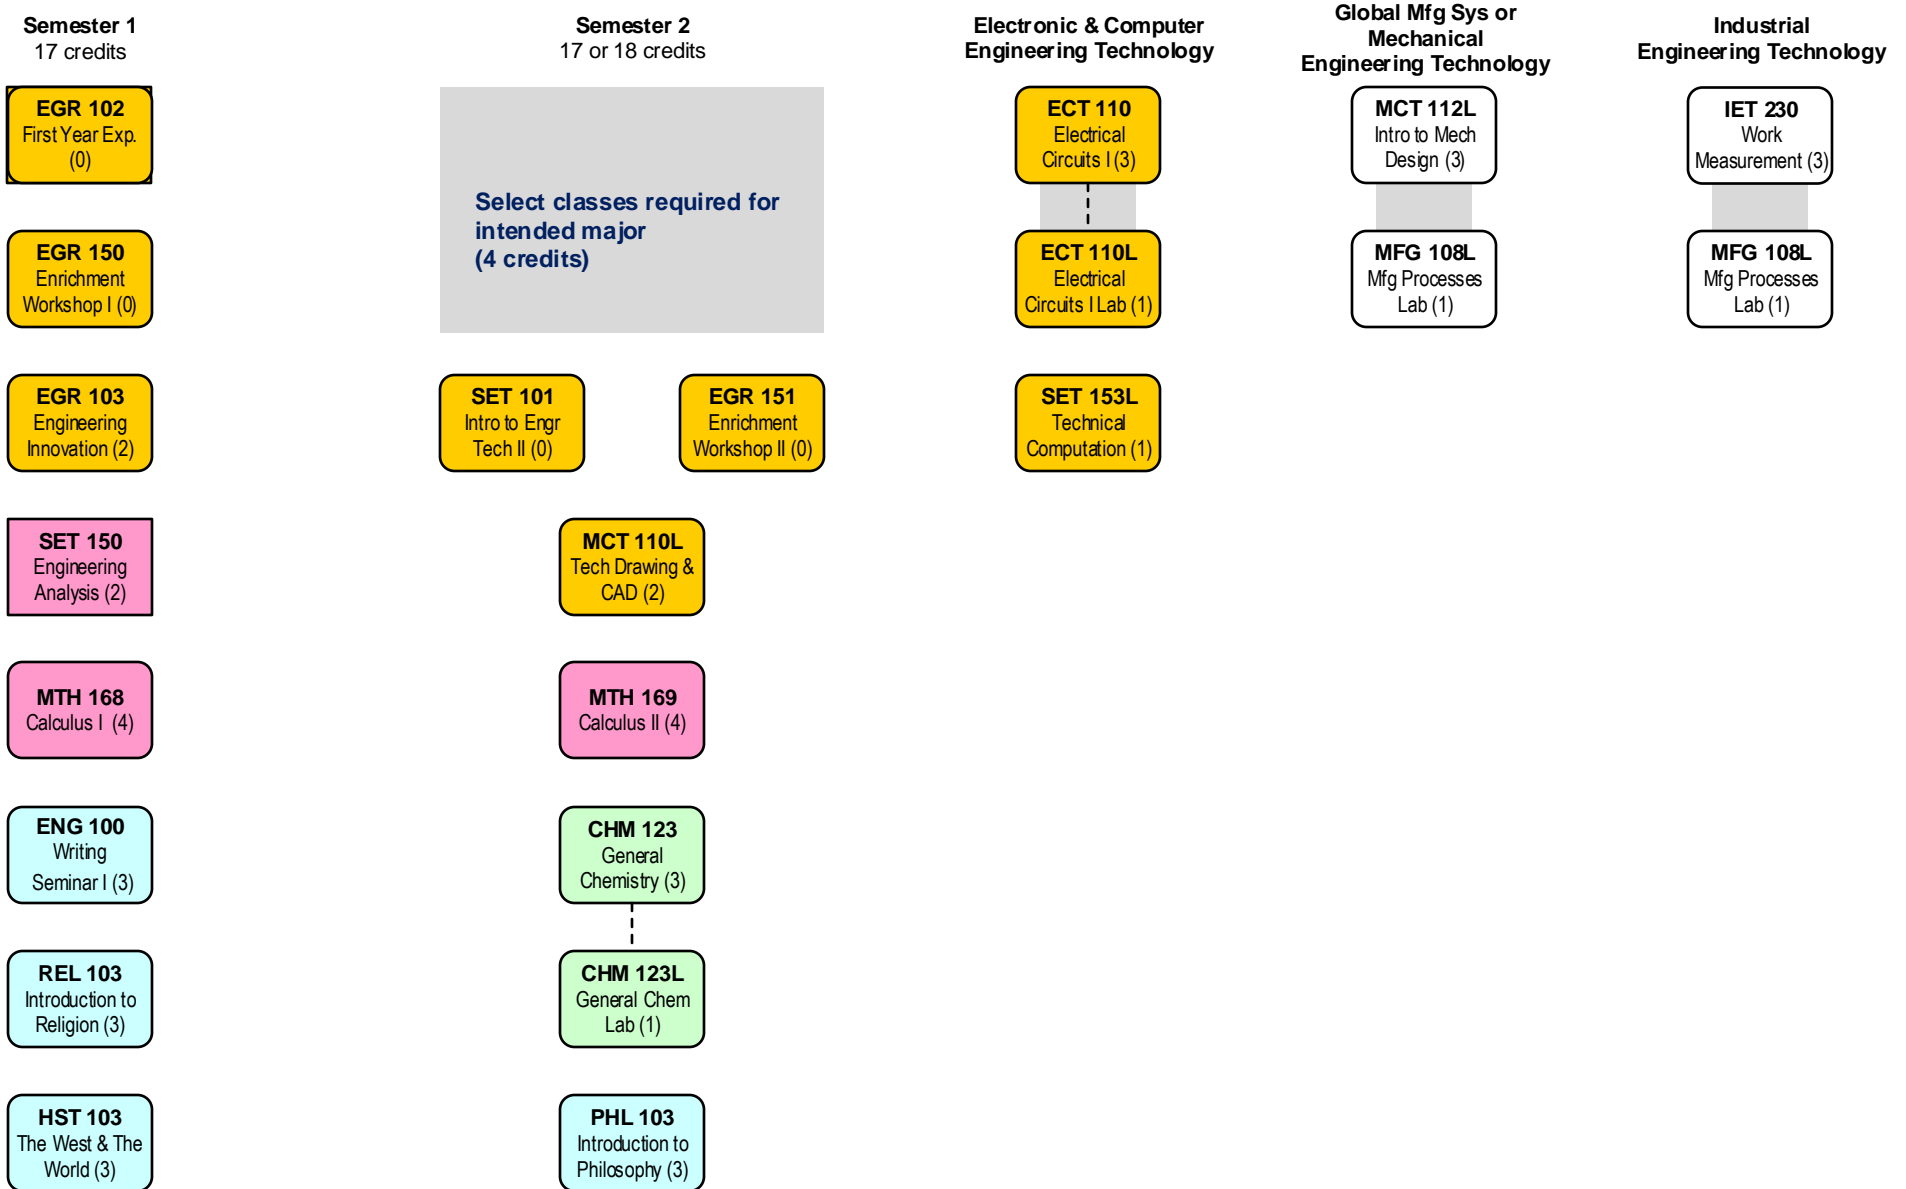 Semester 1
17 credits
EGR 102
First Year Exp.
(0)
EGR 150
Enrichment
Workshop I (0)
EGR 103
Engineering
Innovation (2)
SET 150
Engineering
Analysis (2)
MTH 168
Calculus I (4)
ENG 100
Writing
Seminar I (3)
REL 103
Introduction to
Religion (3)
HST 103
The West & The
World (3)
Semester 2
17 or 18 credits
Select classes required for
intended major
(4 credits)
SET 101
Intro to Engr
Tech II (0)
EGR 151
Enrichment
Workshop II (0)
MCT 110L
Tech Drawing &
CAD (2)
MTH 169
Calculus II (4)
CHM 123
General
Chemistry (3)
CHM 123L
General Chem
Lab (1)
PHL 103
Introduction to
Philosophy (3)
Electronic & Computer
Engineering Technology
ECT 110
Electrical
Circuits I (3)
ECT 110L
Electrical
Circuits I Lab (1)
SET 153L
Technical
Computation (1)
Global Mfg Sys or
Mechanical
Engineering Technology
MCT 112L
Intro to Mech
Design (3)
MFG 108L
Mfg Processes
Lab (1)
Industrial
Engineering Technology
IET 230
Work
Measurement (3)
MFG 108L
Mfg Processes
Lab (1)